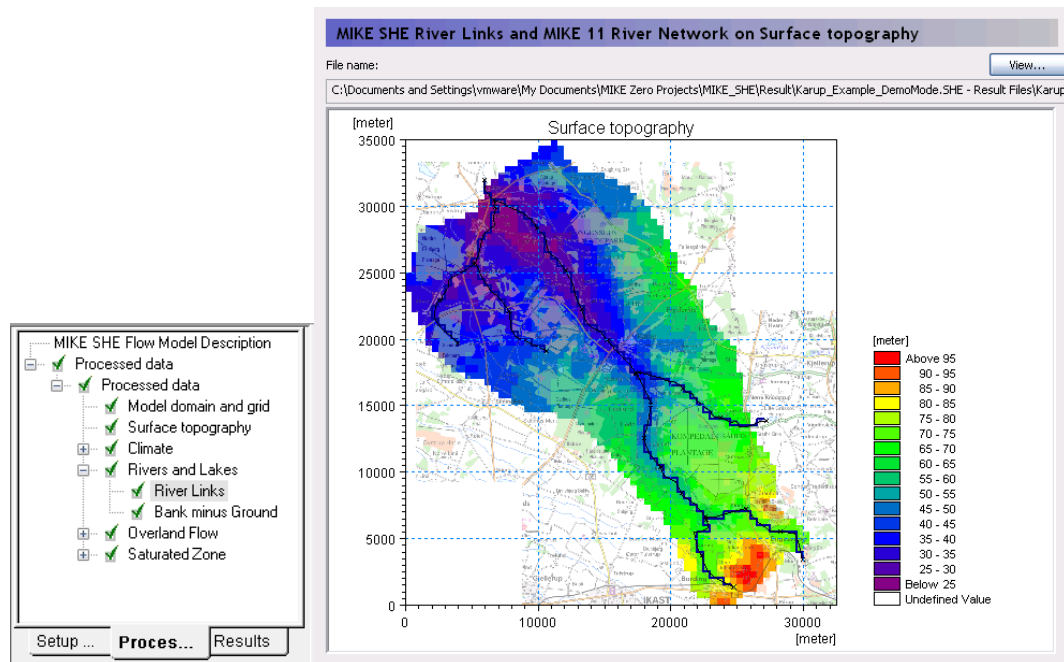 MIKE SHE Flow Model Description
Processed data
Processed data
Model domain and grid
Surface topography
Climate
Rivers and Lakes
River Links
Bank minus Ground
Overland Flow
Saturated Zone
Setup ...
Proces...
Results
MIKE SHE River Links and MIKE 11 River Network on Surface topography
File name:
View...
C:\Documents and Settings\vmware\My Documents\MIKE Zero Projects\MIKE_SHE\Result\Karup_Example_DemoMode.SHE - Result Files\Karup
[meter]
Surface topography
35000
30000
25000
20000
15000
10000
5000
0
0
10000
20000
30000
[meter]
KOMPEDAL
PLANTAGE
IKAST
[meter]
Above 95
90 - 95
85 - 90
80 - 85
75 - 80
70 - 75
65 - 70
60 - 65
55 - 60
50 - 55
45 - 50
40 - 45
35 - 40
30 - 35
25 - 30
Below 25
Undefined Value